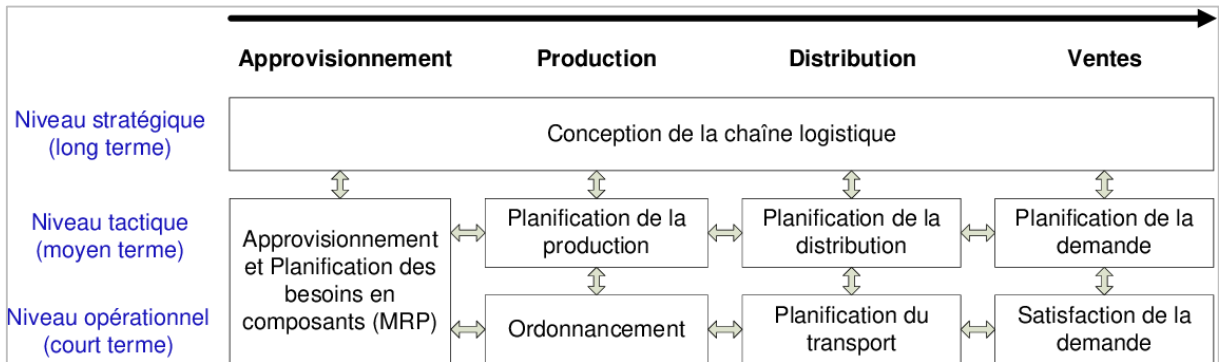 Approvisionnement
Production
Distribution
Ventes
Niveau stratégique
(long terme)
Conception de la chaîne logistique
Niveau tactique
(moyen terme)
Approvisionnement
et Planification des
besoins en
composants (MRP)
Planification de la
production
Planification de la
distribution
Planification de la
demande
Niveau opérationnel
(court terme)
Ordonnancement
Planification du
transport
Satisfaction de la
demande